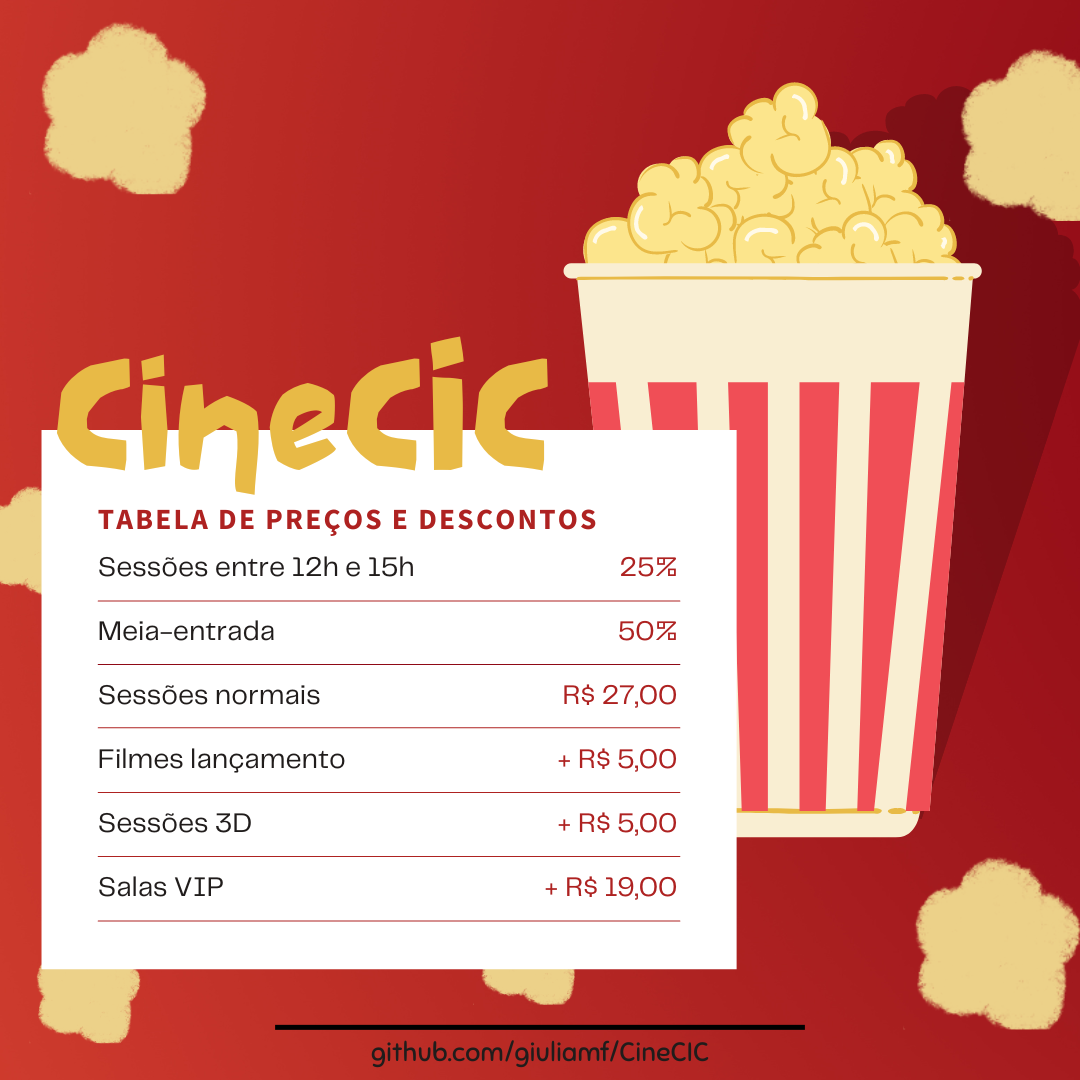 CineCiC
TABELA DE PREÇOS E DESCONTOS
Sessões entre 12h e 15h 25%
Meia-entrada 50%
Sessões normais R$ 27,00
Filmes lançamento + R$ 5,00
Sessões 3D + R$ 5,00
Salas VIP + R$ 19,00
github.com/giuliamf/CineCIC